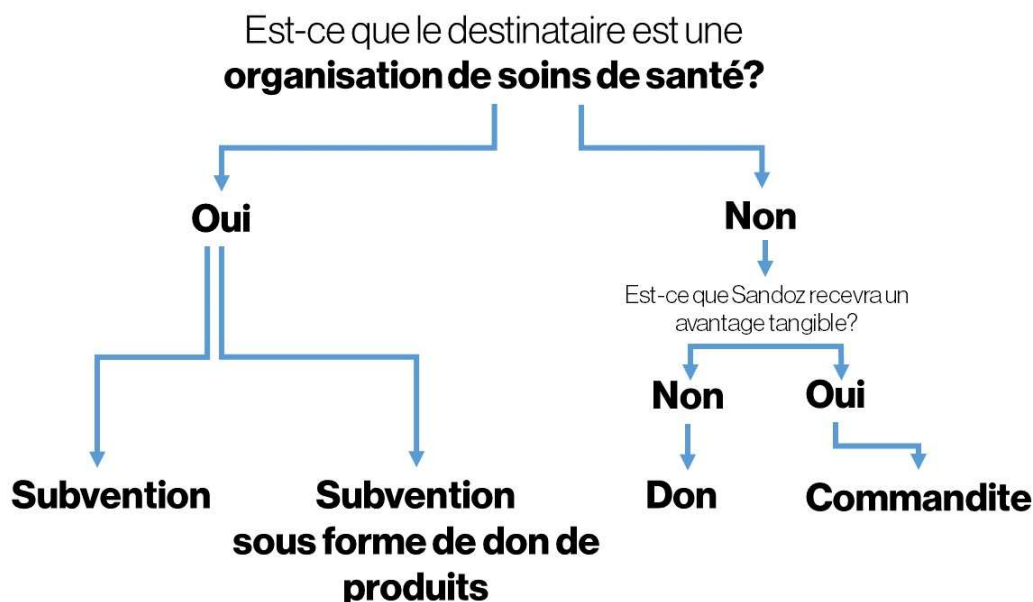 Est-ce que le destinataire est une
organisation de soins de santé?
Oui
Non
Est-ce que Sandoz recevra un
avantage tangible?
Non
Oui
Subvention
Subvention
sous forme de don de
produits
Don
Commandite